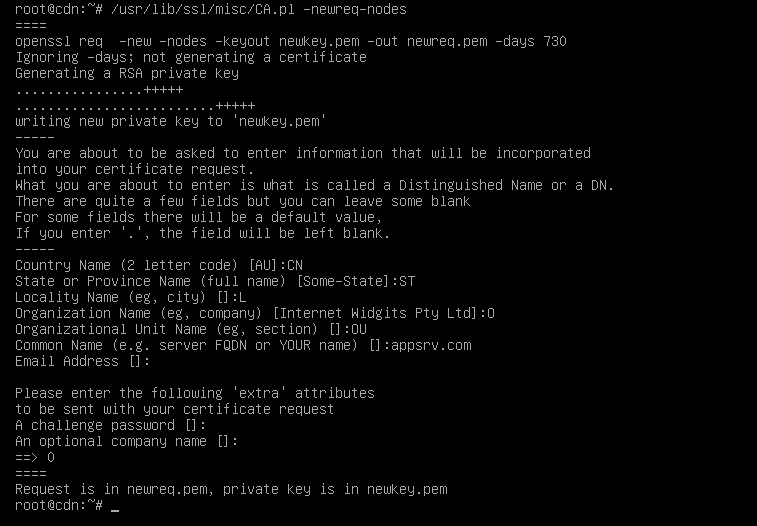 root@cdn:~# /usr/lib/ssl/misc/CA.pl -newreq-nodes
====
openssl req  -new -nodes -keyout newkey.pem -out newreq.pem -days 730
Ignoring -days; not generating a certificate
Generating a RSA private key
................+++++
.........................+++++
writing new private key to 'newkey.pem'
-----
You are about to be asked to enter information that will be incorporated
into your certificate request.
What you are about to enter is what is called a Distinguished Name or a DN.
There are quite a few fields but you can leave some blank
For some fields there will be a default value,
If you enter '.', the field will be left blank.
-----
Country Name (2 letter code) [AU]:CN
State or Province Name (full name) [Some-State]:ST
Locality Name (eg, city) []:L
Organization Name (eg, company) [Internet Widgits Pty Ltd]:O
Organizational Unit Name (eg, section) []:OU
Common Name (e.g. server FQDN or YOUR name) []:appsrv.com
Email Address []:

Please enter the following 'extra' attributes
to be sent with your certificate request
A challenge password []:
An optional company name []:
==> 0
====
Request is in newreq.pem, private key is in newkey.pem
root@cdn:~# _